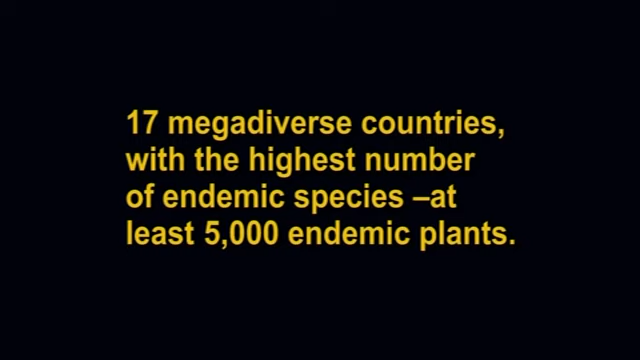 17 megadiverse countries,
with the highest number
of endemic species –at
least 5,000 endemic plants.